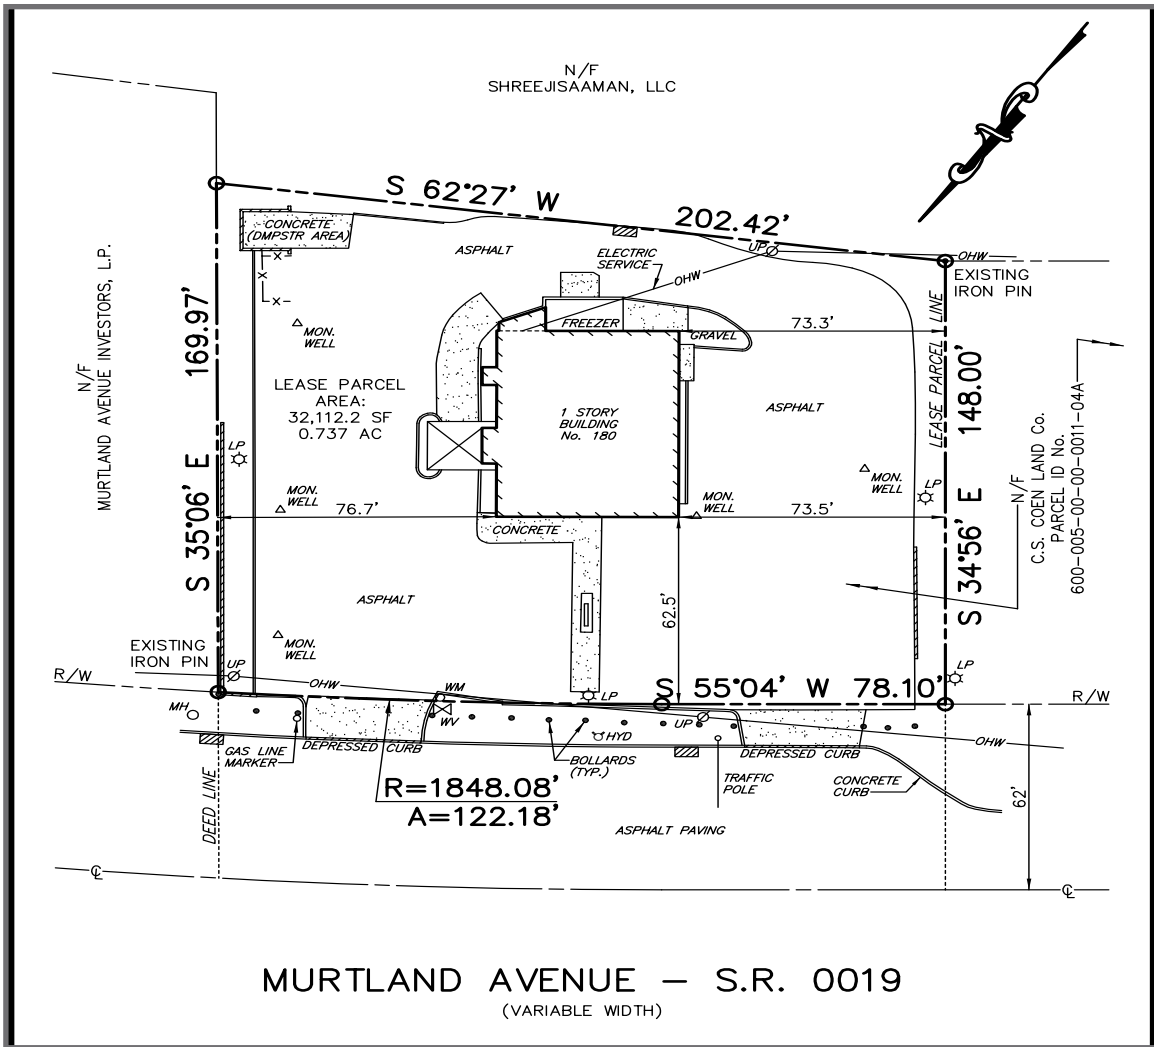 N/F
SHREEJISAAMAN, LLC
S 62°27' W 202.42'
CONCRETE
(DMPSTR AREA)
ASPHALT
ELECTRIC
SERVICE
UP
OHW
OHW
EXISTING
IRON PIN
X
X
X
FREEZER
GRAVEL
73.3'
LEASE PARCEL LINE
MON.
WELL
N/F
MURTLAND AVENUE INVESTORS, L.P.
S 35°06' E 169.97'
LEASE PARCEL
AREA:
32,112.2 SF
0.737 AC
1 STORY
BUILDING
No. 180
ASPHALT
S 34°56' E 148.00'
N/F
C.S. COEN LAND Co.
PARCEL ID No.
600-005-00-00-0011-04A
LP
MON.
WELL
MON.
WELL
MON.
WELL
LP
76.7'
73.5'
CONCRETE
ASPHALT
62.5'
MON.
WELL
EXISTING
IRON PIN
UP
R/W
OHW
WM
LP
S 55°04' W 78.10'
LP
R/W
MH
WV
UP
HYD
OHW
GAS LINE
MARKER
DEPRESSED CURB
BOLLARDS
(TYP.)
DEPRESSED CURB
TRAFFIC
POLE
CONCRETE
CURB
R=1848.08'
A=122.18'
DEED LINE
ASPHALT PAVING
62'
CL
CL
MURTLAND AVENUE - S.R. 0019
(VARIABLE WIDTH)